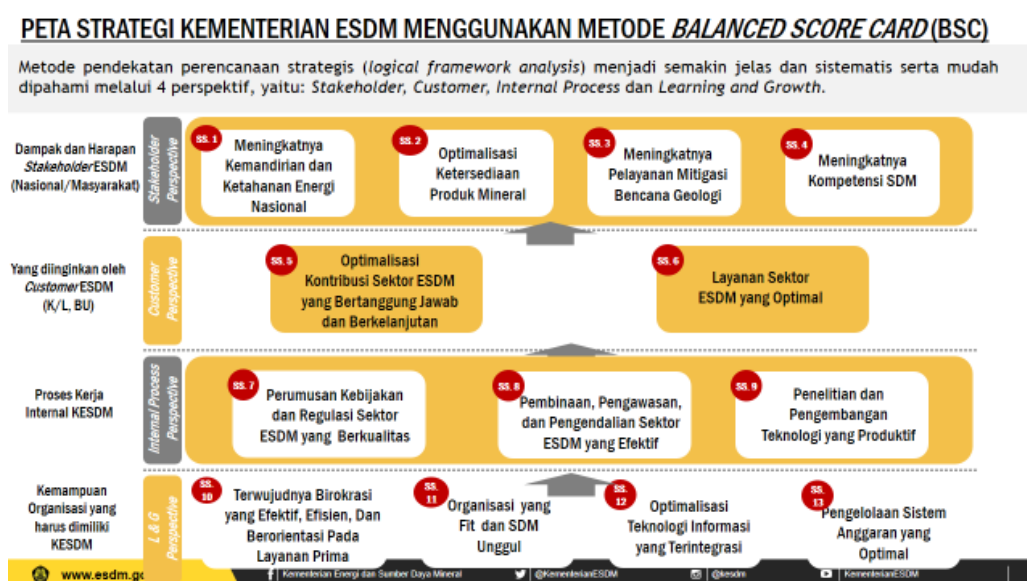 PETA STRATEGI KEMENTERIAN ESDM MENGGUNAKAN METODE BALANCED SCORE CARD (BSC)
Metode pendekatan perencanaan strategis (logical framework analysis) menjadi semakin jelas dan sistematis serta mudah
dipahami melalui 4 perspektif, yaitu: Stakeholder, Customer, Internal Process dan Learning and Growth.
Dampak dan Harapan
Stakeholder ESDM
(Nasional/Masyarakat)
Stakeholder
Perspective
SS. 1
Meningkatnya
Kemandirian dan
Ketahanan Energi
Nasional
SS. 2
Optimalisasi
Ketersediaan
Produk Mineral
SS. 3
Meningkatnya
Pelayanan Mitigasi
Bencana Geologi
SS. 4
Meningkatnya
Kompetensi SDM
Yang diinginkan oleh
Customer ESDM
(K/L, BU)
Customer
Perspective
SS. 5
Optimalisasi
Kontribusi Sektor ESDM
yang Bertanggung Jawab
dan Berkelanjutan
SS. 6
Layanan Sektor
ESDM yang Optimal
Proses Kerja
Internal KESDM
Internal Process
Perspective
SS. 7
Perumusan Kebijakan
dan Regulasi Sektor
ESDM yang Berkualitas
SS. 8
Pembinaan, Pengawasan,
dan Pengendalian Sektor
ESDM yang Efektif
SS. 9
Penelitian dan
Pengembangan
Teknologi yang Produktif
Kemampuan
Organisasi yang
harus dimiliki
KESDM
L & G
Perspective
SS.
10
Terwujudnya Birokrasi
yang Efektif, Efisien, Dan
Berorientasi Pada
Layanan Prima
SS.
11
Organisasi yang
Fit dan SDM
Unggul
SS.
12
Optimalisasi
Teknologi Informasi
yang Terintegrasi
SS.
13
Pengelolaan Sistem
Anggaran yang
Optimal
www.esdm.go
Kementerian Energi dan Sumber Daya Mineral
@KementerianESDM
@kesdm
KementerianESDM